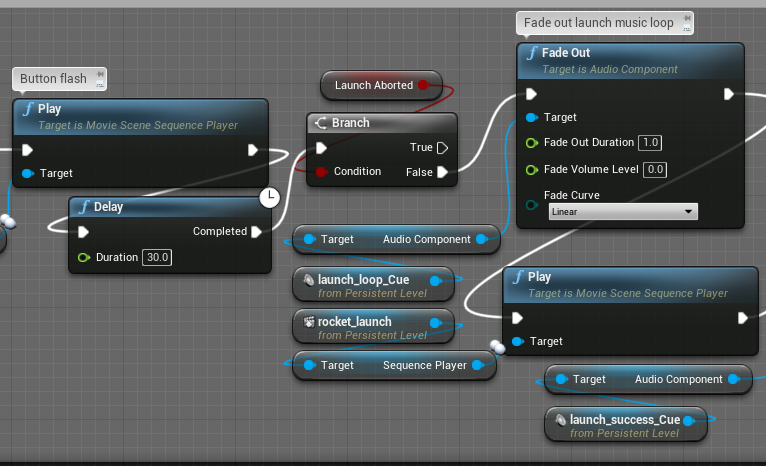 Fade out launch music loop
Button flash
f Play
Target is Movie Scene Sequence Player
Target
f Delay
Completed
Duration 30.0
Launch Aborted
Branch
True
Condition False
f Fade Out
Target is Audio Component
Target
Fade Out Duration 1.0
Fade Volume Level 0.0
Fade Curve
Linear
Target Audio Component
launch_loop_Cue
from Persistent Level
rocket_launch
from Persistent Level
Target Sequence Player
f Play
Target is Movie Scene Sequence Player
Target
Target Audio Component
launch_success_Cue
from Persistent Level